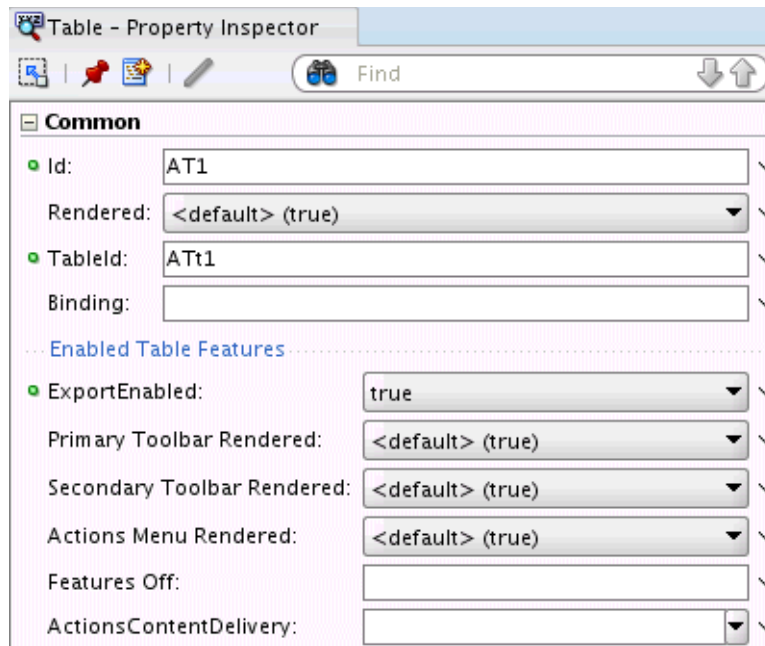 Table - Property Inspector
Find
Common
Id: AT1
Rendered: <default> (true)
TableId: ATt1
Binding:
Enabled Table Features
ExportEnabled: true
Primary Toolbar Rendered: <default> (true)
Secondary Toolbar Rendered: <default> (true)
Actions Menu Rendered: <default> (true)
Features Off:
ActionsContentDelivery: